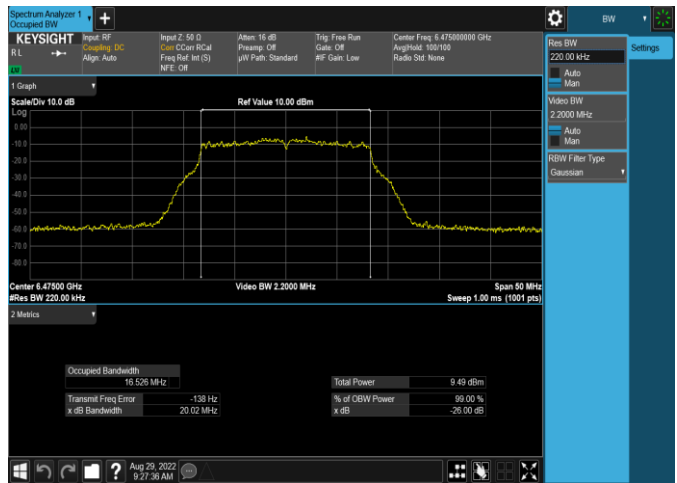 Spectrum Analyzer 1
Occupied BW
+
BW
KEYSIGHT
R L
Input: RF
Coupling: DC
Align: Auto
Input Z: 50 Ω
Corr CCorr RCal
Freq Ref: Int (S)
NFE: Off
Atten: 16 dB
Preamp: Off
µW Path: Standard
Trig: Free Run
Gate: Off
#IF Gain: Low
Center Freq: 6.475000000 GHz
Avg|Hold: 100/100
Radio Std: None
Res BW
220.00 kHz
Auto
Man
Settings
Video BW
2.2000 MHz
Auto
Man
RBW Filter Type
Gaussian
1 Graph
Scale/Div 10.0 dB
Ref Value 10.00 dBm
Log
0.00
-10.0
-20.0
-30.0
-40.0
-50.0
-60.0
-70.0
-80.0
Center 6.47500 GHz
#Res BW 220.00 kHz
Video BW 2.2000 MHz
Span 50 MHz
Sweep 1.00 ms (1001 pts)
2 Metrics
Occupied Bandwidth
16.526 MHz
Transmit Freq Error -138 Hz
x dB Bandwidth 20.02 MHz
Total Power 9.49 dBm
% of OBW Power 99.00 %
x dB -26.00 dB
?
Aug 29, 2022
9:27:36 AM